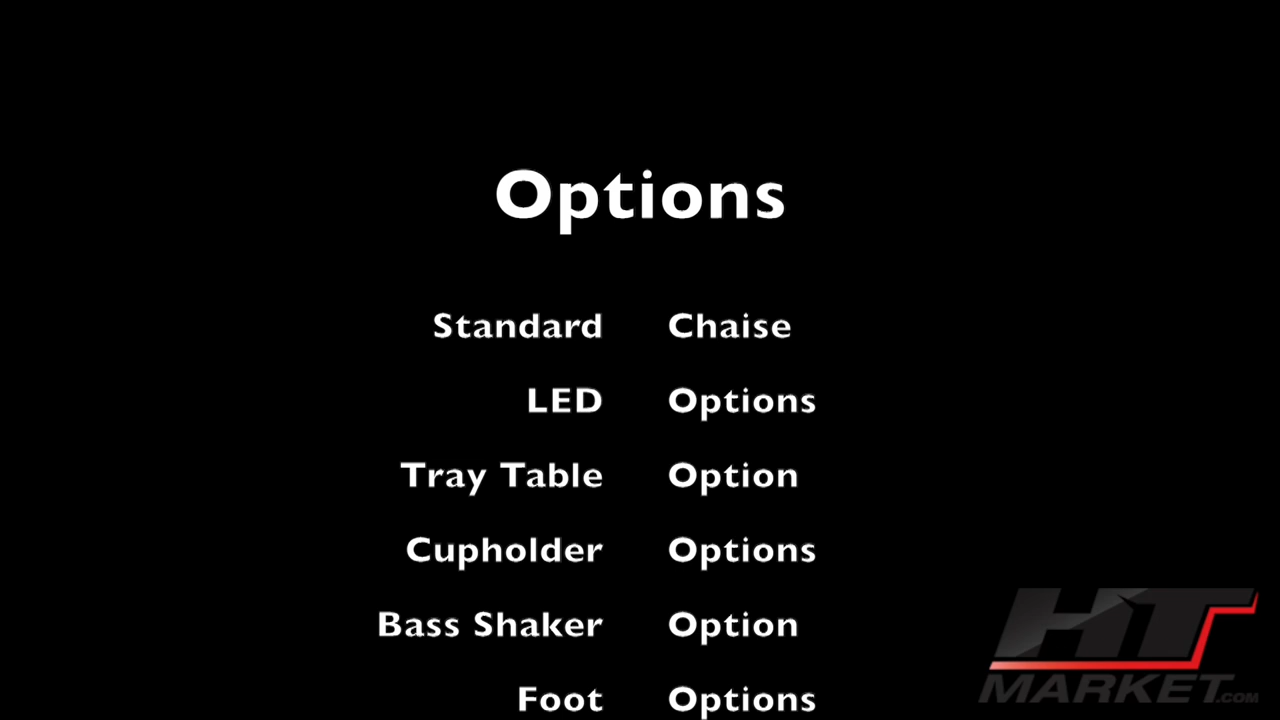 Options
Standard Chaise
LED Options
Tray Table Option
Cupholder Options
Bass Shaker Option
Foot Options
HT
MARKET.COM